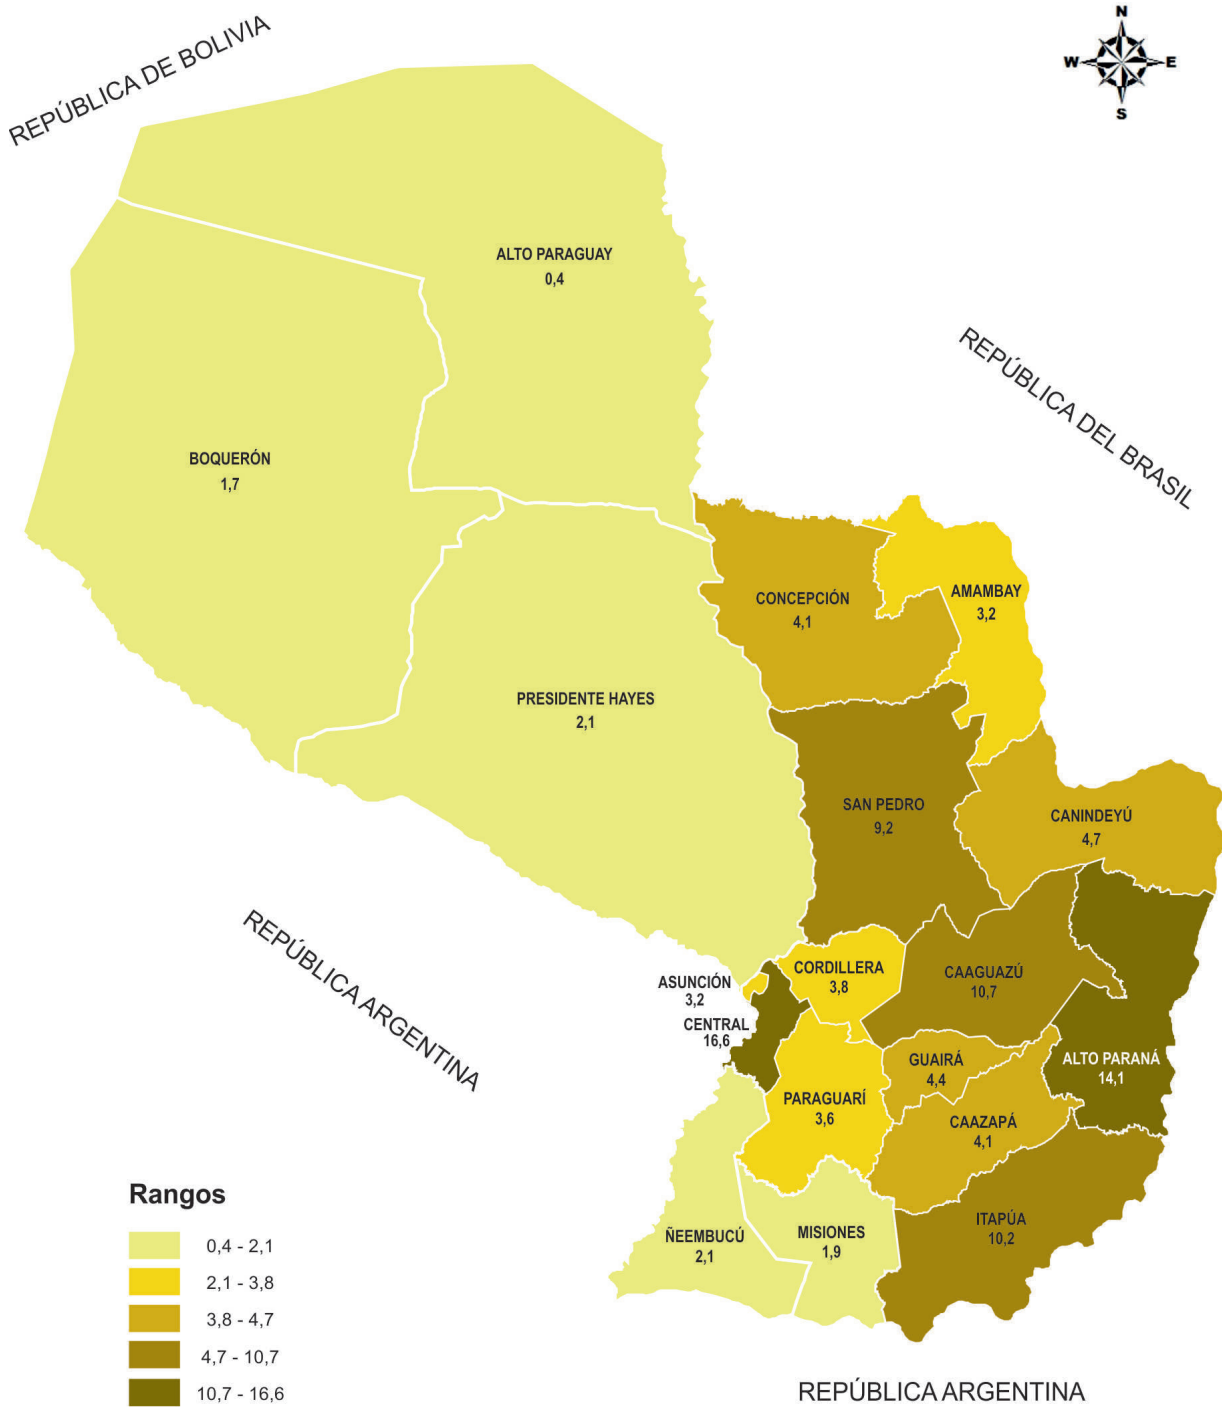 N
W E
S
REPÚBLICA DE BOLIVIA
ALTO PARAGUAY
0,4
REPÚBLICA DEL BRASIL
BOQUERÓN
1,7
CONCEPCIÓN
4,1
AMAMBAY
3,2
PRESIDENTE HAYES
2,1
SAN PEDRO
9,2
CANINDEYÚ
4,7
REPÚBLICA ARGENTINA
ASUNCIÓN
3,2
CORDILLERA
3,8
CAAGUAZÚ
10,7
CENTRAL
16,6
GUAIRÁ
4,4
ALTO PARANÁ
14,1
PARAGUARÍ
3,6
CAAZAPÁ
4,1
ÑEEMBUCÚ
2,1
MISIONES
1,9
ITAPÚA
10,2
Rangos
0,4 - 2,1
2,1 - 3,8
3,8 - 4,7
4,7 - 10,7
10,7 - 16,6
REPÚBLICA ARGENTINA